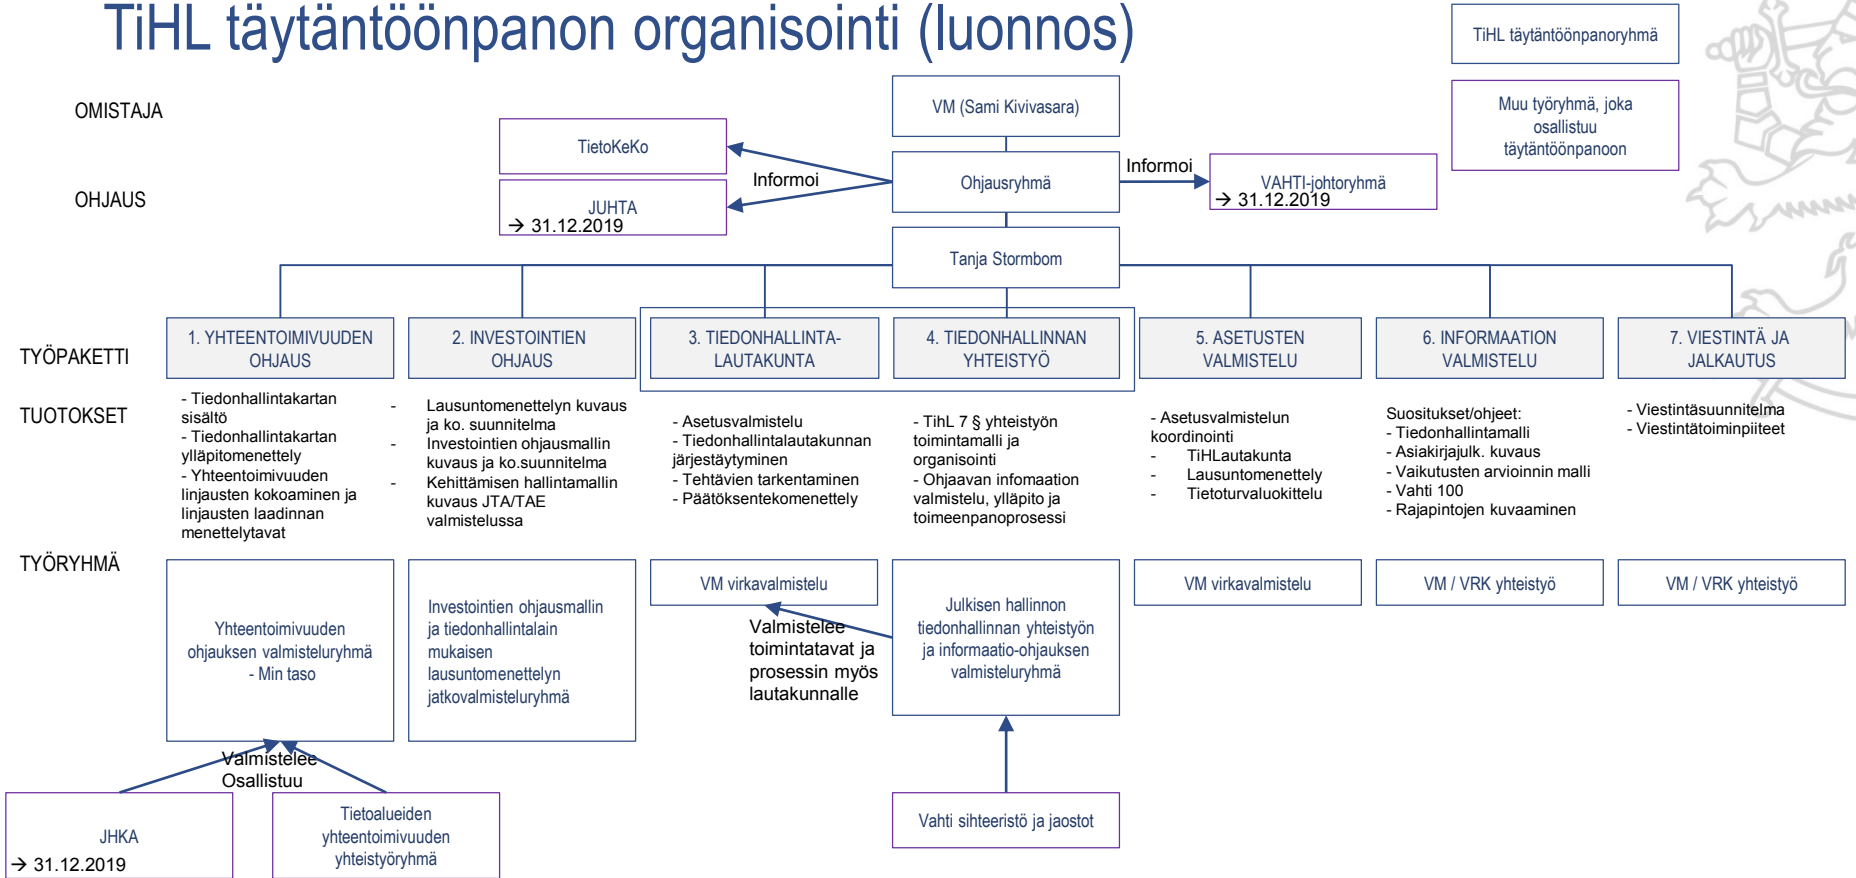 TiHL täytäntöönpanon organisointi (luonnos)
TiHL täytäntöönpanoryhmä
Muu työryhmä, joka
osallistuu
täytäntöönpanoon
OMISTAJA
VM (Sami Kivivasara)
OHJAUS
TietoKeKo
JUHTA
→ 31.12.2019
Informoi
Ohjausryhmä
Informoi
VAHTI-johtoryhmä
→ 31.12.2019
Tanja Stormbom
TYÖPAKETTI
1. YHTEENTOIMIVUUDEN
OHJAUS
2. INVESTOINTIEN
OHJAUS
3. TIEDONHALLINTA-
LAUTAKUNTA
4. TIEDONHALLINNAN
YHTEISTYÖ
5. ASETUSTEN
VALMISTELU
6. INFORMAATION
VALMISTELU
7. VIESTINTÄ JA
JALKAUTUS
TUOTOKSET
- Tiedonhallintakartan
sisältö
- Tiedonhallintakartan
ylläpitomenettely
- Yhteentoimivuuden
linjausten kokoaminen ja
linjausten laadinnan
menettelytavat
- Lausuntomenettelyn kuvaus
ja ko. suunnitelma
- Investointien ohjausmallin
kuvaus ja ko.suunnitelma
- Kehittämisen hallintamallin
kuvaus JTA/TAE
valmistelussa
- Asetusvalmistelu
- Tiedonhallintalautakunnan
järjestäytyminen
- Tehtävien tarkentaminen
- Päätöksentekomenettely
- TihL 7 § yhteistyön
toimintamalli ja
organisointi
- Ohjaavan infomaation
valmistelu, ylläpito ja
toimeenpanoprosessi
- Asetusvalmistelun
koordinointi
- TiHLautakunta
- Lausuntomenettely
- Tietoturvaluokittelu
Suositukset/ohjeet:
- Tiedonhallintamalli
- Asiakirjajulk. kuvaus
- Vaikutusten arvioinnin malli
- Vahti 100
- Rajapintojen kuvaaminen
- Viestintäsuunnitelma
- Viestintätoiminpiiteet
TYÖRYHMÄ
Yhteentoimivuuden
ohjauksen valmisteluryhmä
- Min taso
Investointien ohjausmallin
ja tiedonhallintalain
mukaisen
lausuntomenettelyn
jatkovalmisteluryhmä
VM virkavalmistelu
Valmistelee
toimintatavat ja
prosessin myös
lautakunnalle
Julkisen hallinnon
tiedonhallinnan yhteistyön
ja informaatio-ohjauksen
valmisteluryhmä
VM virkavalmistelu
VM / VRK yhteistyö
VM / VRK yhteistyö
Valmistelee
Osallistuu
JHKA
→ 31.12.2019
Tietoalueiden
yhteentoimivuuden
yhteistyöryhmä
Vahti sihteeristö ja jaostot